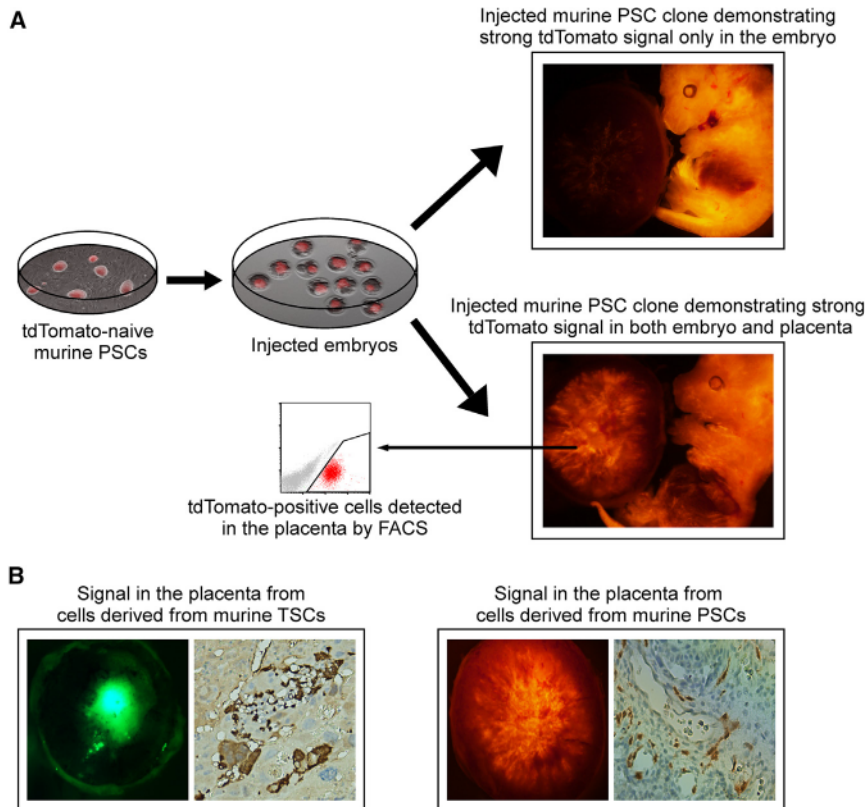 A
Injected murine PSC clone demonstrating
strong tdTomato signal only in the embryo
tdTomato-naive
murine PSCs
Injected embryos
Injected murine PSC clone demonstrating strong
tdTomato signal in both embryo and placenta
tdTomato-positive cells detected
in the placenta by FACS
B
Signal in the placenta from
cells derived from murine TSCs
Signal in the placenta from
cells derived from murine PSCs